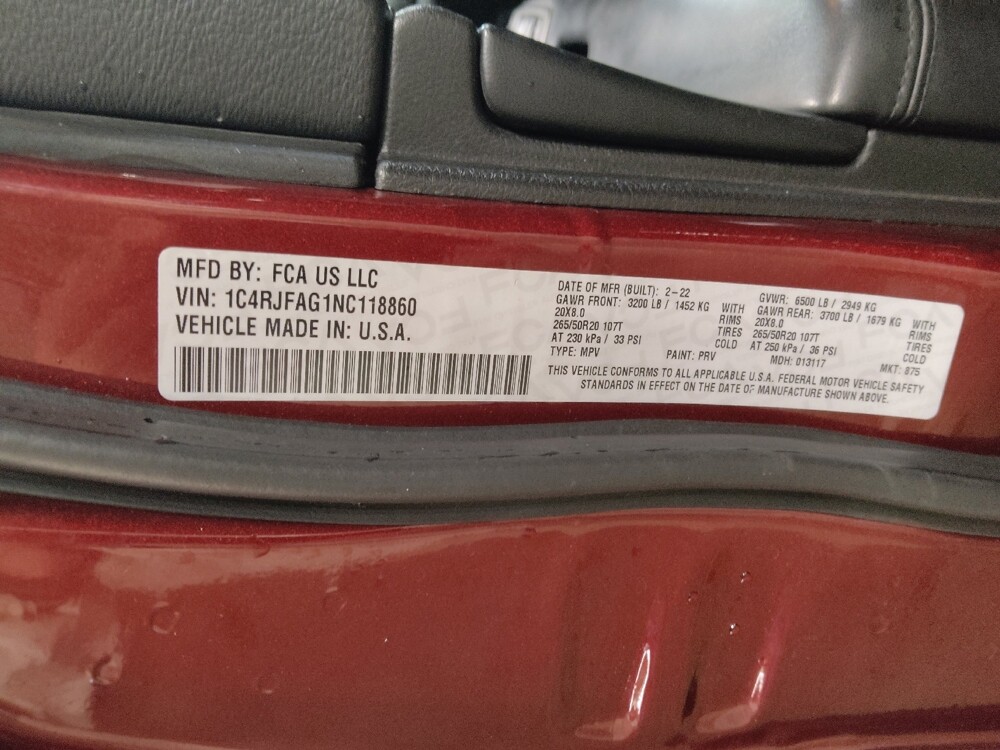 MFD BY: FCA US LLC
VIN: 1C4RJFAG1NC118860
VEHICLE MADE IN: U.S.A.
DATE OF MFR (BUILT): 2-22
GAWR FRONT: 3200 LB / 1452 KG WITH
20X8.0 RIMS
265/50R20 107T TIRES
AT 230 kPa / 33 PSI COLD
TYPE: MPV PAINT: PRV
GVWR: 6500 LB / 2949 KG
GAWR REAR: 3700 LB / 1679 KG WITH
20X8.0 RIMS
265/50R20 107T TIRES
AT 250 kPa / 36 PSI COLD
MDH: 013117 MKT: 875
THIS VEHICLE CONFORMS TO ALL APPLICABLE U.S.A. FEDERAL MOTOR VEHICLE SAFETY
STANDARDS IN EFFECT ON THE DATE OF MANUFACTURE SHOWN ABOVE.